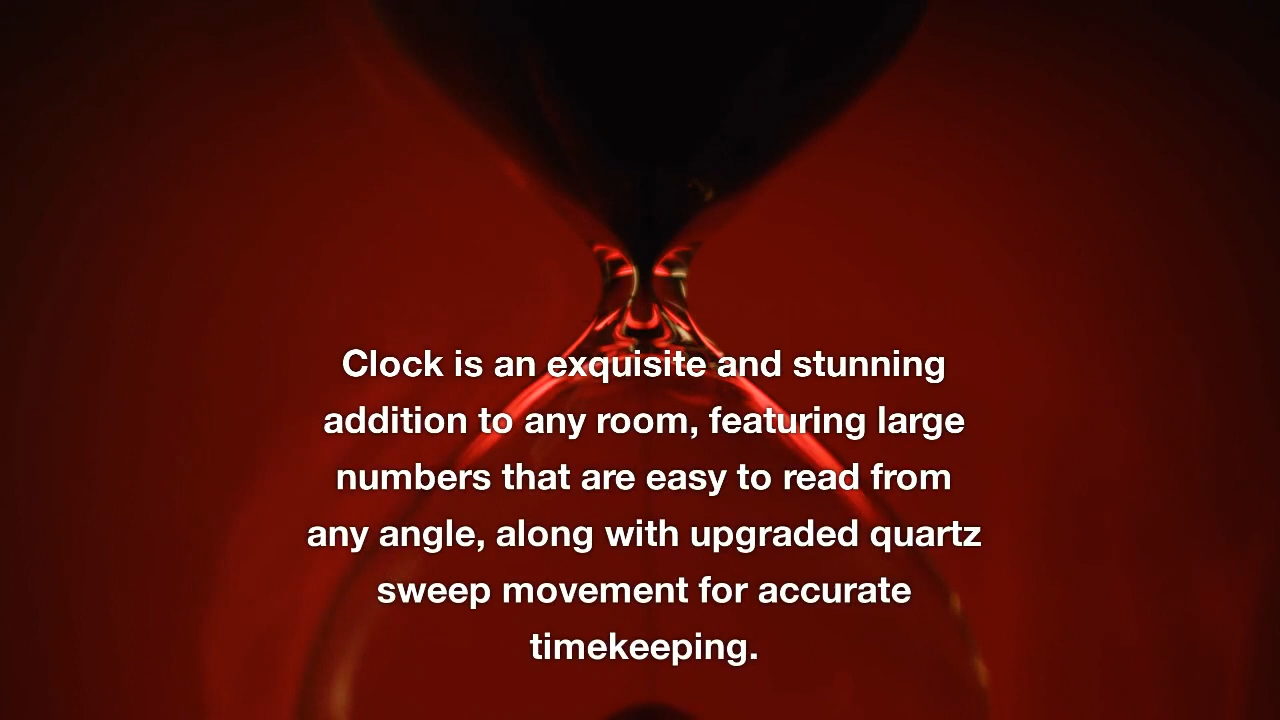 Clock is an exquisite and stunning
addition to any room, featuring large
numbers that are easy to read from
any angle, along with upgraded quartz
sweep movement for accurate
timekeeping.